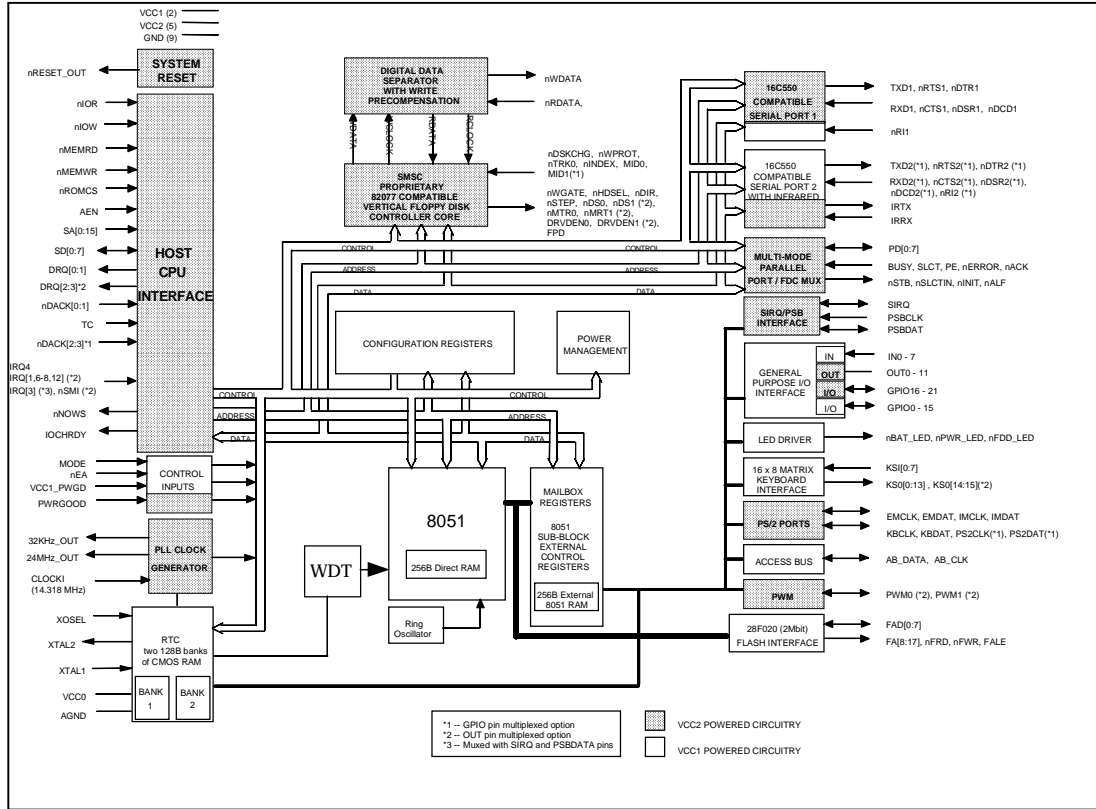 VCC1 (2)
VCC2 (5)
GND (9)
nRESET_OUT
SYSTEM
RESET
nIOR
nIOW
nMEMRD
nMEMWR
nROMCS
AEN
SA[0:15]
SD[0:7]
DRQ[0:1]
DRQ[2:3]*2
nDACK[0:1]
TC
nDACK[2:3]*1
IRQ4
IRQ[1,6-8,12] (*2)
IRQ[3] (*3), nSMI (*2)
nNOWS
IOCHRDY
HOST
CPU
INTERFACE
MODE
nEA
VCC1_PWGD
PWRGOOD
CONTROL
INPUTS
32KHz_OUT
24MHz_OUT
CLOCKI
(14.318 MHz)
PLL CLOCK
GENERATOR
XOSEL
XTAL2
XTAL1
VCC0
AGND
RTC
two 128B banks
of CMOS RAM
BANK
1
BANK
2
DIGITAL DATA
SEPARATOR
WITH WRITE
PRECOMPENSATION
nWDATA
nRDATA,
WDATA
WCLOCK
RDATA
RCLOCK
SMSC
PROPRIETARY
82077 COMPATIBLE
VERTICAL FLOPPY DISK
CONTROLLER CORE
nDSKCHG, nWPROT,
nTRK0, nINDEX, MID0,
MID1(*1)
nWGATE, nHDSEL, nDIR,
nSTEP, nDS0, nDS1 (*2),
nMTR0, nMRT1 (*2),
DRVDEN0, DRVDEN1 (*2),
FPD
CONTROL
CONTROL
ADDRESS
ADDRESS
DATA
DATA
CONFIGURATION REGISTERS
POWER
MANAGEMENT
CONTROL
CONTROL
ADDRESS
ADDRESS
DATA
DATA
8051
256B Direct RAM
MAILBOX
REGISTERS
8051
SUB-BLOCK
EXTERNAL
CONTROL
REGISTERS
256B External
8051 RAM
WDT
Ring
Oscillator
16C550
COMPATIBLE
SERIAL PORT 1
TXD1, nRTS1, nDTR1
RXD1, nCTS1, nDSR1, nDCD1
nRI1
16C550
COMPATIBLE
SERIAL PORT 2
WITH INFRARED
TXD2(*1), nRTS2(*1), nDTR2 (*1)
RXD2(*1), nCTS2(*1), nDSR2(*1),
nDCD2(*1), nRI2 (*1)
IRTX
IRRX
MULTI-MODE
PARALLEL
PORT / FDC MUX
PD[0:7]
BUSY, SLCT, PE, nERROR, nACK
nSTB, nSLCTIN, nINIT, nALF
SIRQ/PSB
INTERFACE
SIRQ
PSBCLK
PSBDAT
GENERAL
PURPOSE I/O
INTERFACE
IN
OUT
I/O
I/O
IN0 - 7
OUT0 - 11
GPIO16 - 21
GPIO0 - 15
LED DRIVER
nBAT_LED, nPWR_LED, nFDD_LED
16 x 8 MATRIX
KEYBOARD
INTERFACE
KSI[0:7]
KS0[0:13] , KS0[14:15](*2)
PS/2 PORTS
EMCLK, EMDAT, IMCLK, IMDAT
KBCLK, KBDAT, PS2CLK(*1), PS2DAT(*1)
ACCESS BUS
AB_DATA, AB_CLK
PWM
PWM0 (*2), PWM1 (*2)
28F020 (2Mbit)
FLASH INTERFACE
FAD[0:7]
FA[8:17], nFRD, nFWR, FALE
*1 -- GPIO pin multiplexed option
*2 -- OUT pin multiplexed option
*3 -- Muxed with SIRQ and PSBDATA pins
VCC2 POWERED CIRCUITRY
VCC1 POWERED CIRCUITRY